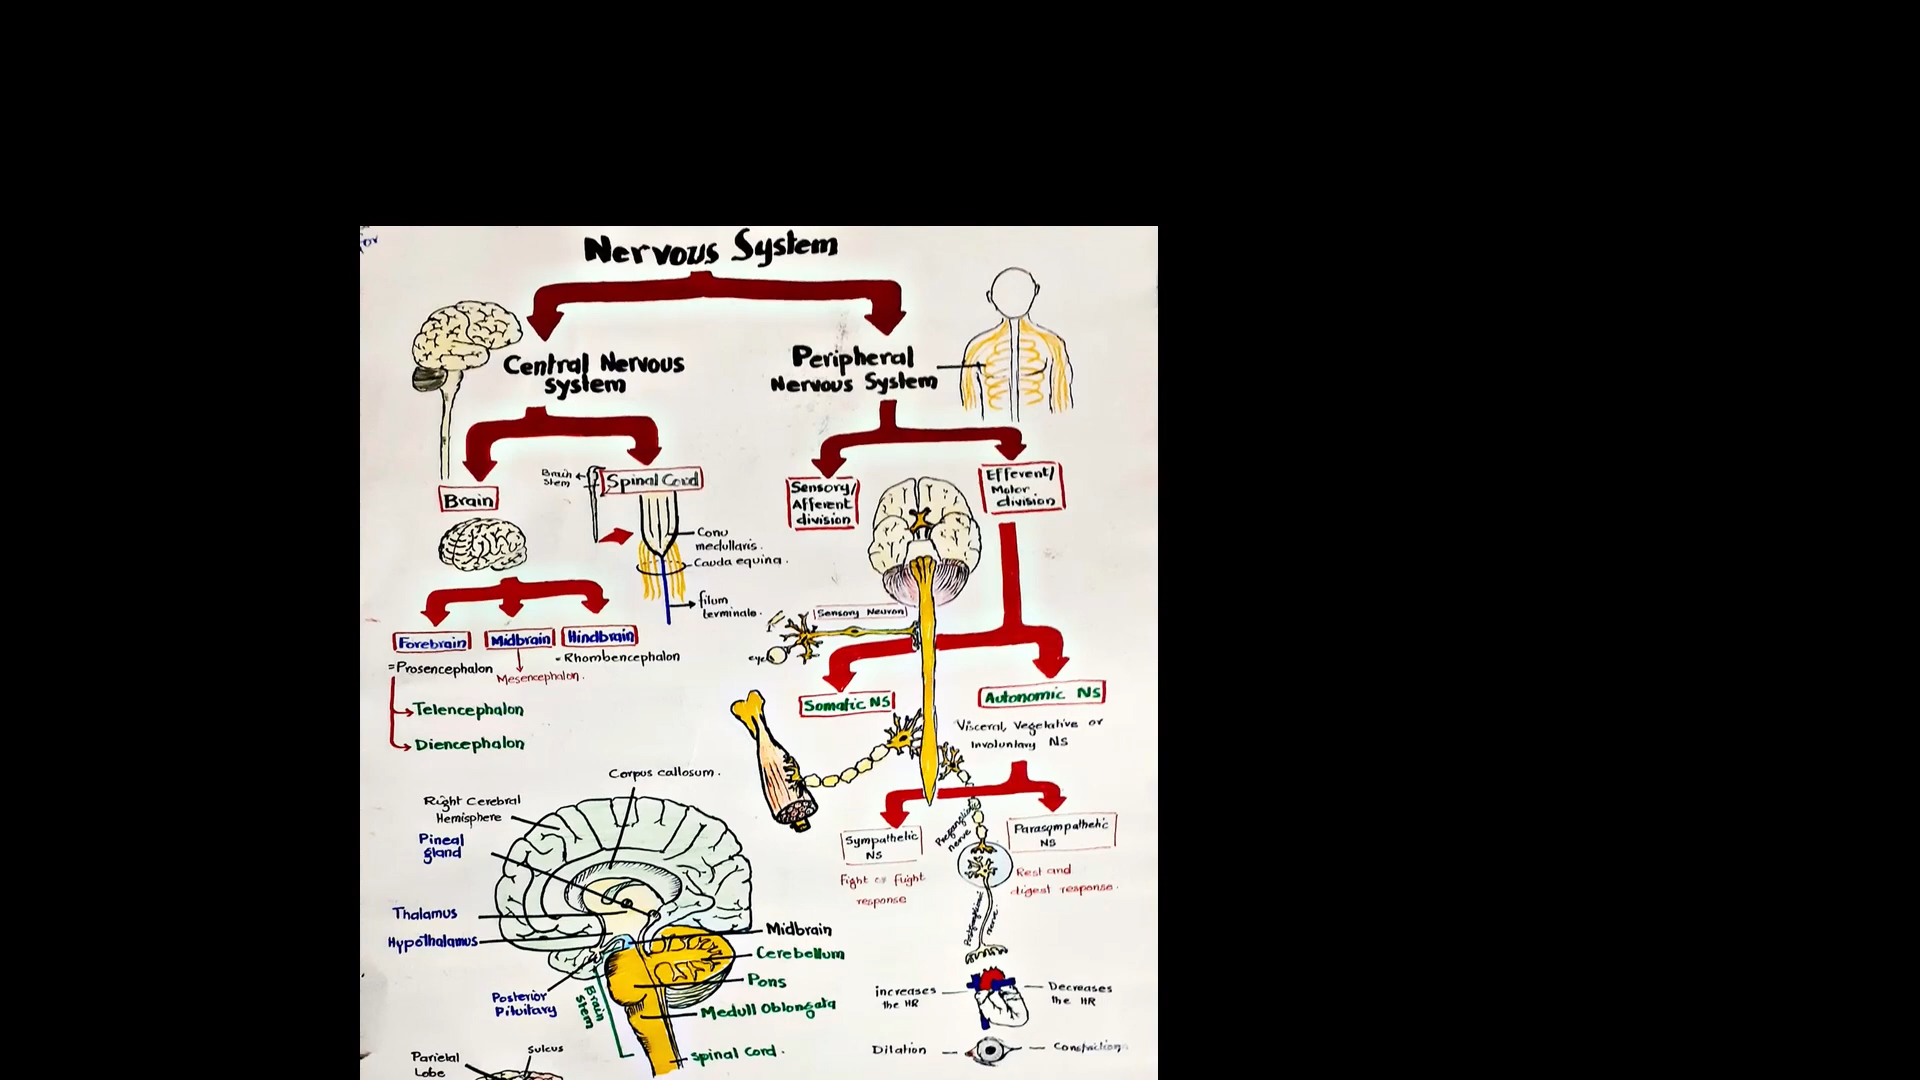 for
Nervous System
Central Nervous
System
Peripheral
Nervous System
Brain
Brain
Stem
Spinal Cord
Conu
medullaris.
Cauda equina.
filum
terminale.
Forebrain
Midbrain
Hindbrain
=Prosencephalon
Mesencephalon.
-Rhombencephalon
Telencephalon
Diencephalon
Sensory/
Afferent
division
Efferent/
Motor
division
Sensory Neuron
eye
Somatic NS
Autonomic NS
Visceral, Vegetative or
Involuntary NS
Sympathetic
NS
Fight or Fught
response
Preganglionic
nerve
Parasympathetic
NS
Rest and
digest response.
Postganglionic
nerve.
increases
the HR
Decreases
the HR
Dilation
Constriction
Corpus callosum.
Right Cerebral
Hemisphere
Pineal
gland
Thalamus
Hypothalamus
Posterior
Pituitary
Brain
Stem
Midbrain
Cerebellum
Pons
Medull Oblongata
Spinal Cord.
Parietal
Lobe
Sulcus